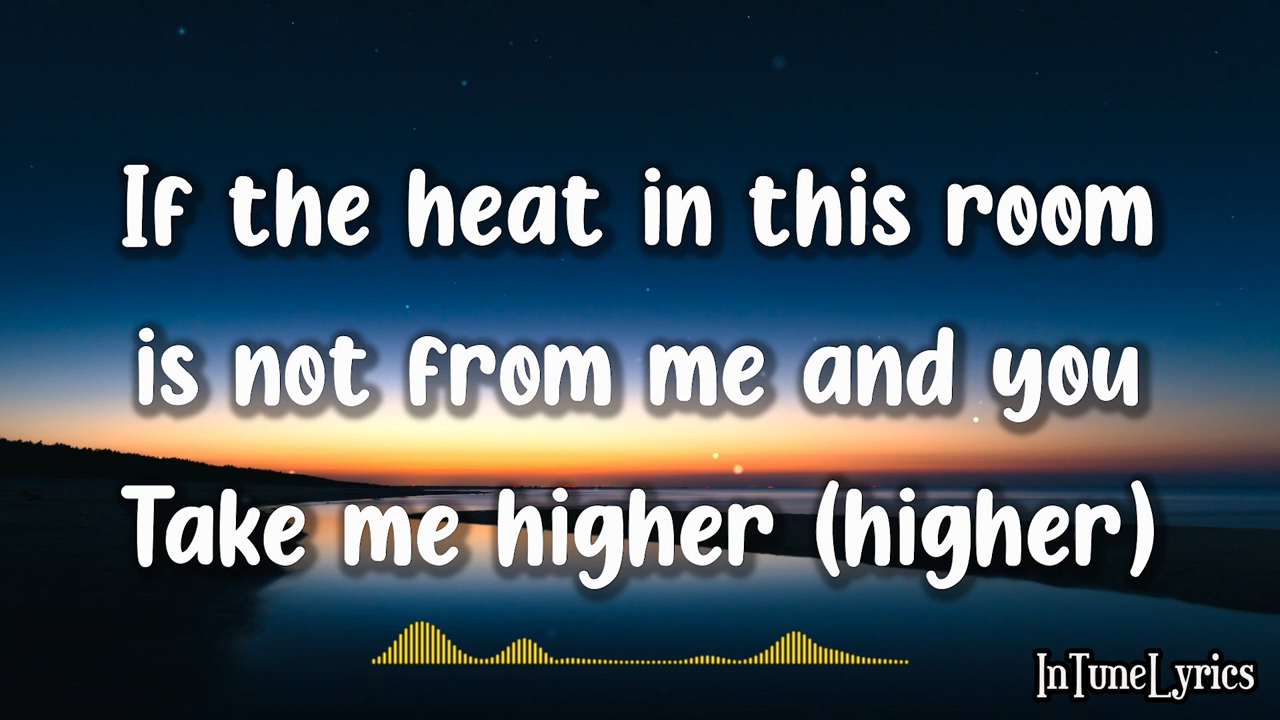 If the heat in this room
is not from me and you
Take me higher (higher)
InTuneLyrics